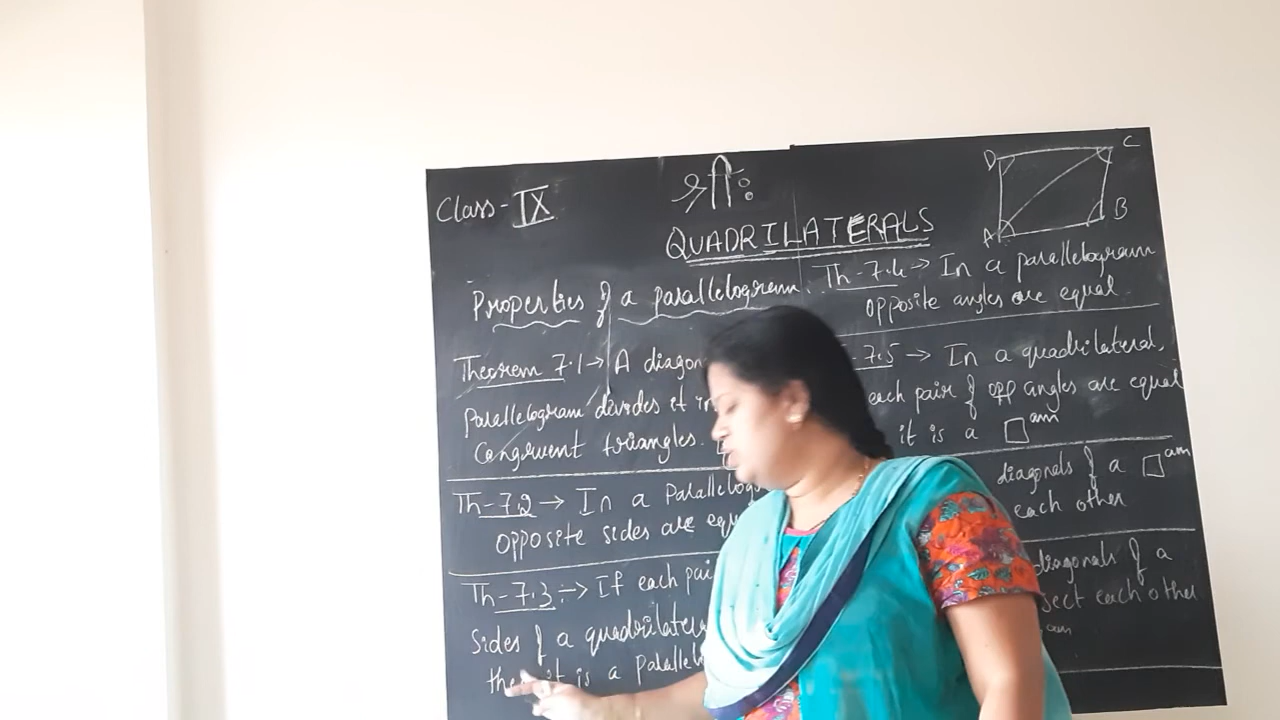 Class - IX
QUADRILATERALS
D C
A B
Properties of a parallelogram.
Theorem 7.1 → A diagon
Parallelogram divides it in
Congruent triangles.
Th-7.2 → In a Parallelog
opposite sides are equ
Th-7.3 :→ If each pai
Sides of a quadrilater
then it is a parallel
Th-7.4 → In a parallelogram
opposite angles are equal
7.5 → In a quadrilateral,
each pair of opp angles are equal
it is a □am
diagonals of a □am
each other
diagonals of a
sect each other
am